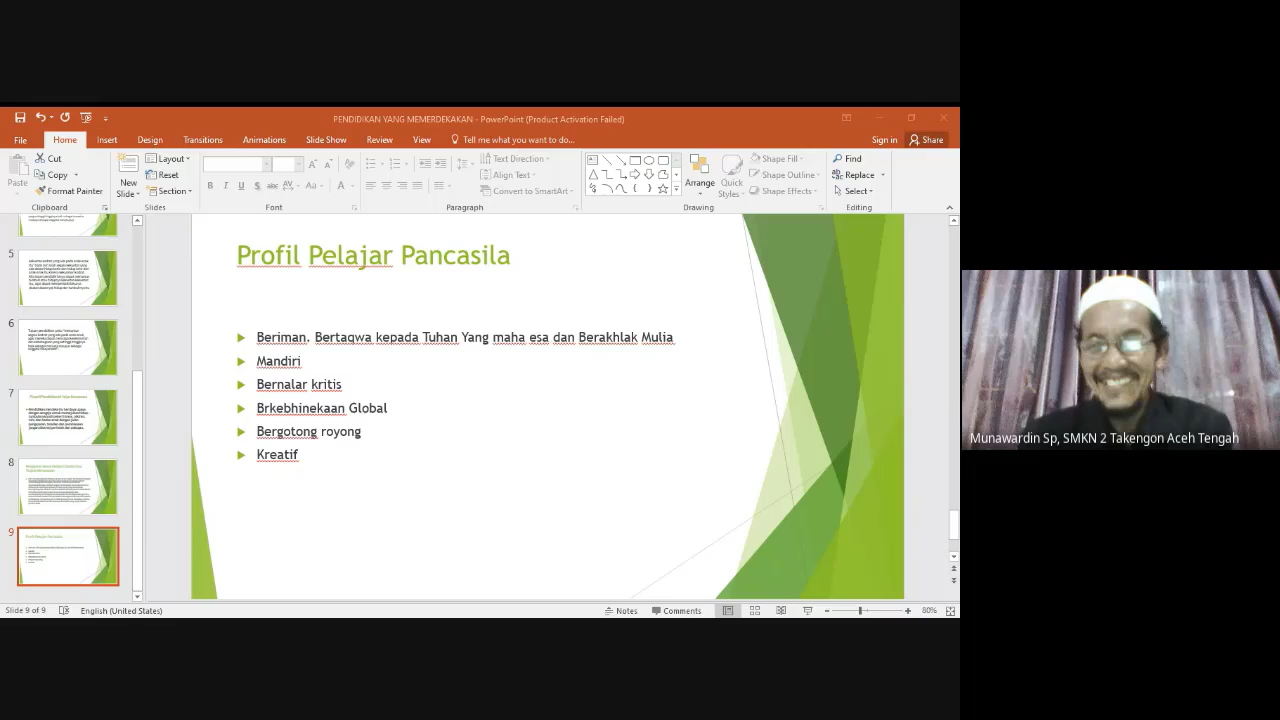 PENDIDIKAN YANG MEMERDEKAKAN - PowerPoint (Product Activation Failed)
File Home Insert Design Transitions Animations Slide Show Review View Tell me what you want to do... Sign in Share
Cut
Copy
Format Painter
Paste
Clipboard
New Slide
Layout
Reset
Section
Slides
Font
Text Direction
Align Text
Convert to SmartArt
Paragraph
Arrange
Quick Styles
Shape Fill
Shape Outline
Shape Effects
Drawing
Find
Replace
Select
Editing
5
6
7
8
9
Profil Pelajar Pancasila
Beriman, Bertaqwa kepada Tuhan Yang maha esa dan Berakhlak Mulia
Mandiri
Bernalar kritis
Brkebhinekaan Global
Bergotong royong
Kreatif
Munawardin Sp, SMKN 2 Takengon Aceh Tengah
Slide 9 of 9 English (United States) Notes Comments 80%